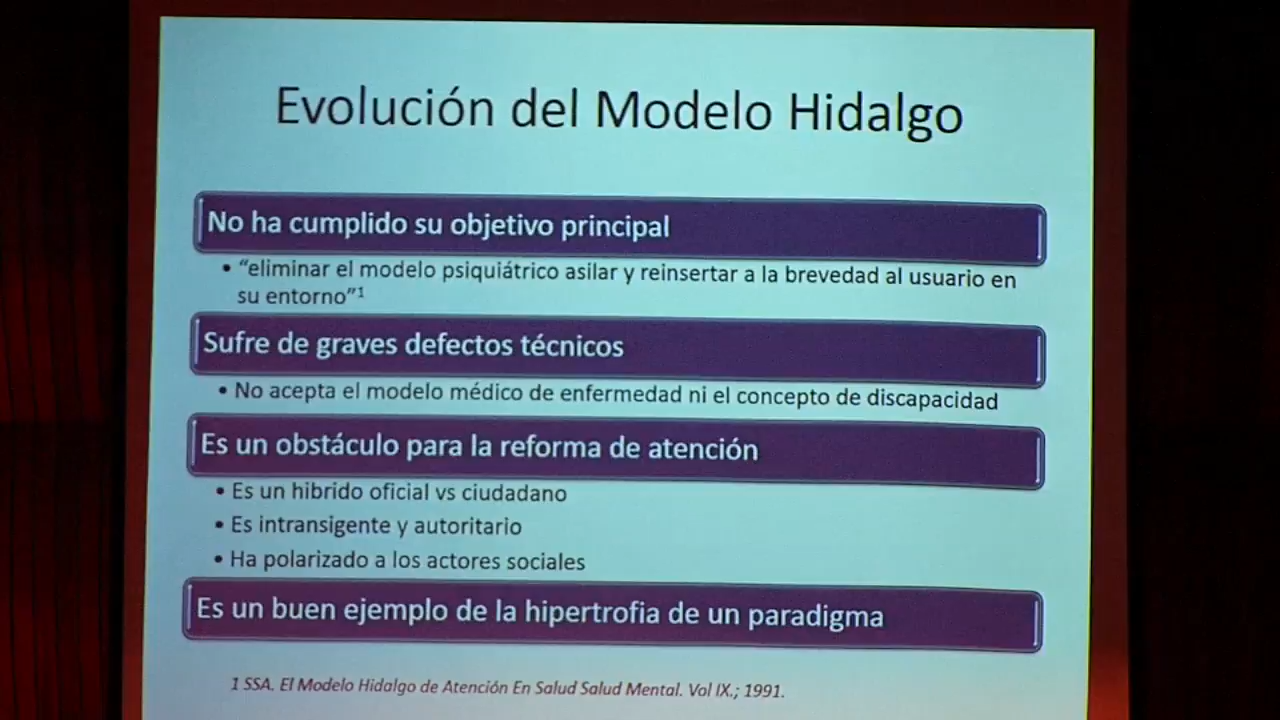 Evolución del Modelo Hidalgo
No ha cumplido su objetivo principal
• “eliminar el modelo psiquiátrico asilar y reinsertar a la brevedad al usuario en
su entorno”¹
Sufre de graves defectos técnicos
• No acepta el modelo médico de enfermedad ni el concepto de discapacidad
Es un obstáculo para la reforma de atención
• Es un hibrido oficial vs ciudadano
• Es intransigente y autoritario
• Ha polarizado a los actores sociales
Es un buen ejemplo de la hipertrofia de un paradigma
1 SSA. El Modelo Hidalgo de Atención En Salud Salud Mental. Vol IX.; 1991.